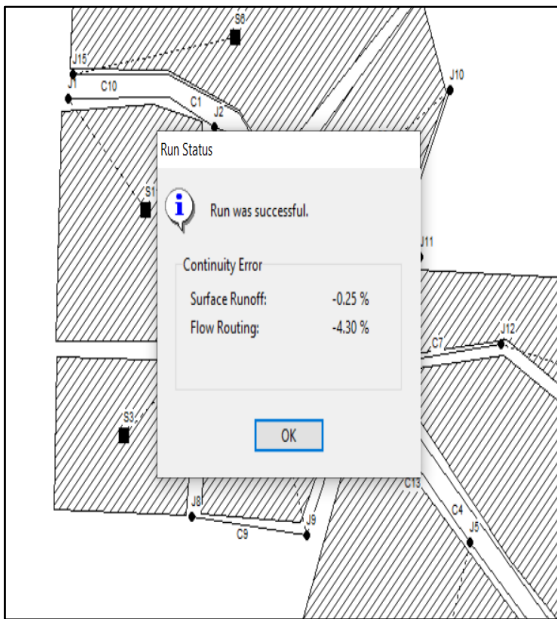 S6
J15
J1
C10
C1
J2
J10
Run Status
S1
Run was successful.
J11
Continuity Error
Surface Runoff: -0.25 %
Flow Routing: -4.30 %
C7
J12
OK
S3
C13
J8
C4
C9
J9
J5